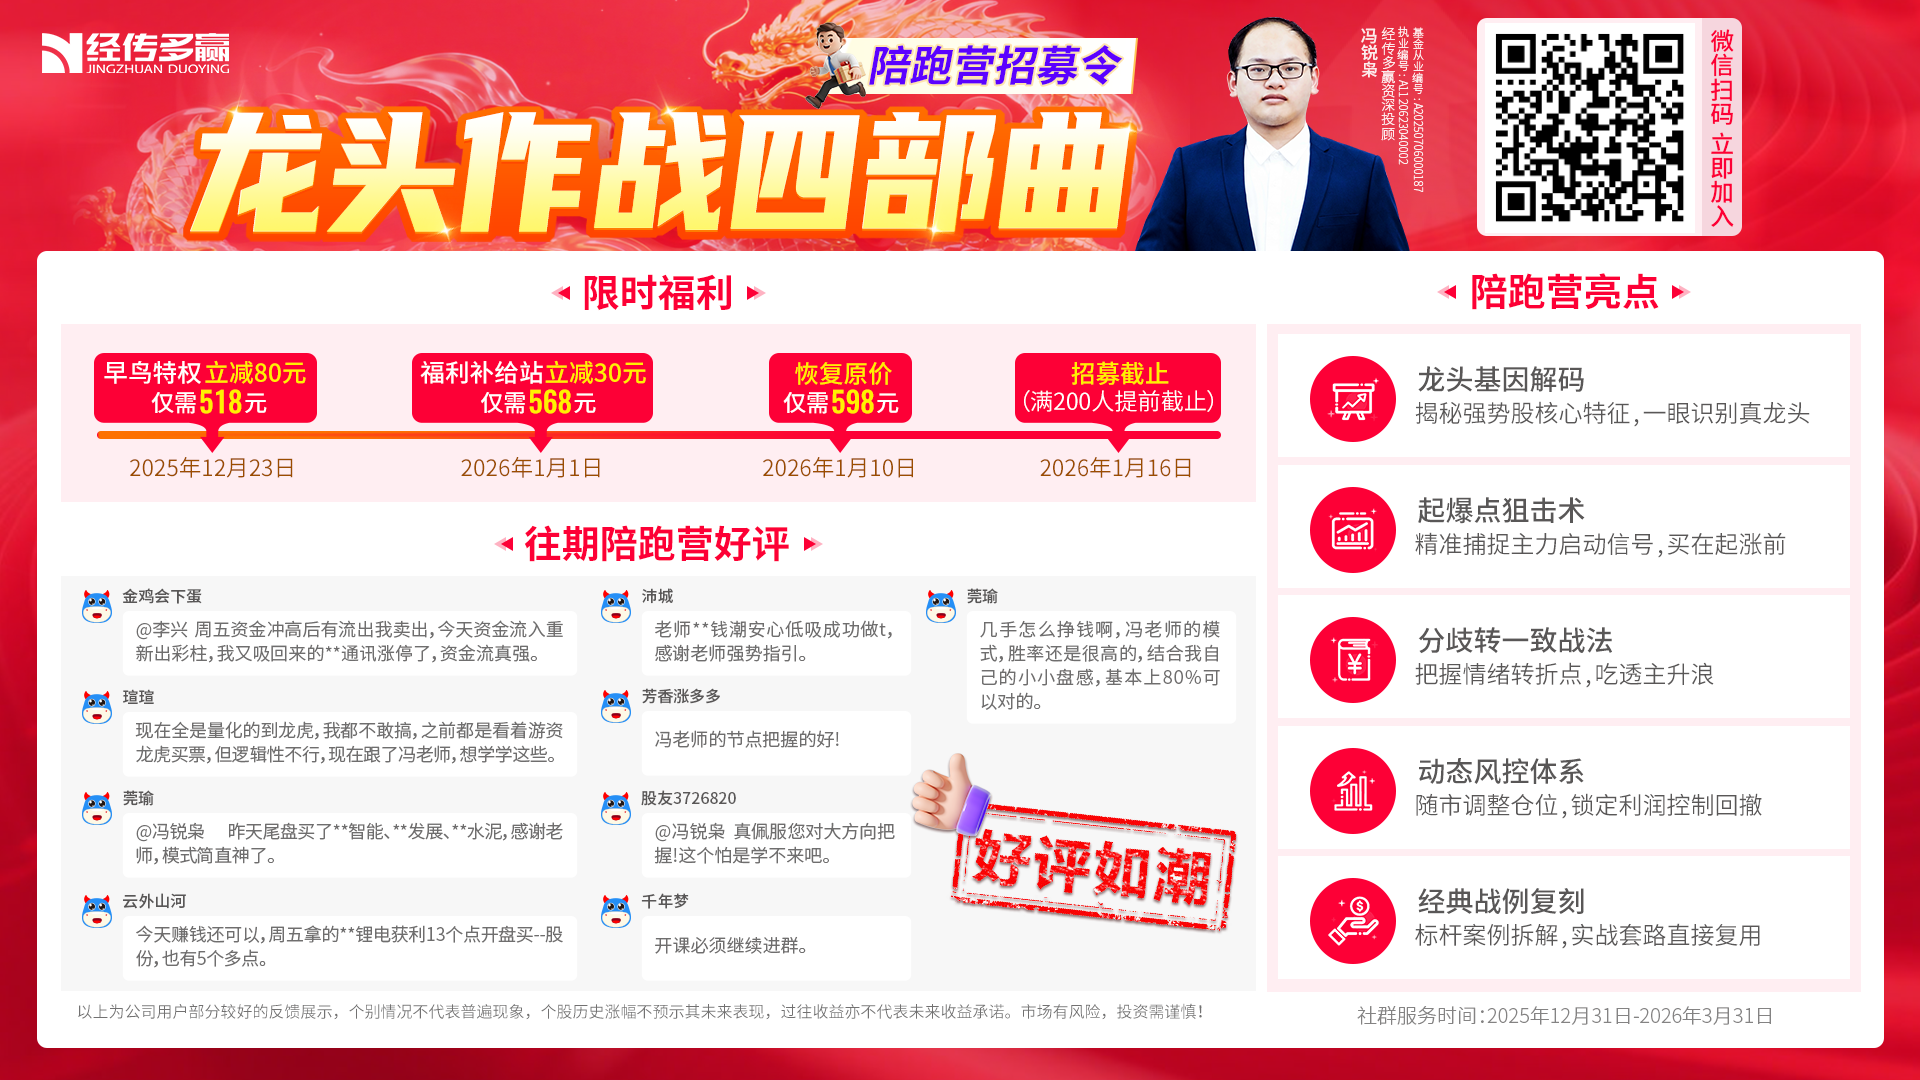 经传多赢
JINGZHUAN DUOYING
陪跑营招募令
龙头作战四部曲
冯锐枭
经传多赢资深投顾
执业编号:A1120623040002
基金从业编号:A20250706000187
微信扫码 立即加入
限时福利
早鸟特权立减80元
仅需518元
2025年12月23日
福利补给站立减30元
仅需568元
2026年1月1日
恢复原价
仅需598元
2026年1月10日
招募截止
(满200人提前截止)
2026年1月16日
往期陪跑营好评
金鸡会下蛋
@李兴 周五资金冲高后有流出我卖出,今天资金流入重
新出彩柱,我又吸回来的**通讯涨停了,资金流真强。
瑄瑄
现在全是量化的到龙虎,我都不敢搞,之前都是看着游资
龙虎买票,但逻辑性不行,现在跟了冯老师,想学学这些。
莞瑜
@冯锐枭 昨天尾盘买了**智能、**发展、**水泥,感谢老
师,模式简直神了。
云外山河
今天赚钱还可以,周五拿的**锂电获利13个点开盘买--股
份,也有5个多点。
沛城
老师**钱潮安心低吸成功做t,
感谢老师强势指引。
芳香涨多多
冯老师的节点把握的好!
股友3726820
@冯锐枭 真佩服您对大方向把
握!这个怕是学不来吧。
千年梦
开课必须继续进群。
莞瑜
几手怎么挣钱啊,冯老师的模
式,胜率还是很高的,结合我自
己的小小盘感,基本上80%可
以对的。
好评如潮
以上为公司用户部分较好的反馈展示，个别情况不代表普遍现象，个股历史涨幅不预示其未来表现，过往收益亦不代表未来收益承诺。市场有风险，投资需谨慎！
陪跑营亮点
龙头基因解码
揭秘强势股核心特征,一眼识别真龙头
起爆点狙击术
精准捕捉主力启动信号,买在起涨前
分歧转一致战法
把握情绪转折点,吃透主升浪
动态风控体系
随市调整仓位,锁定利润控制回撤
经典战例复刻
标杆案例拆解,实战套路直接复用
社群服务时间:2025年12月31日-2026年3月31日